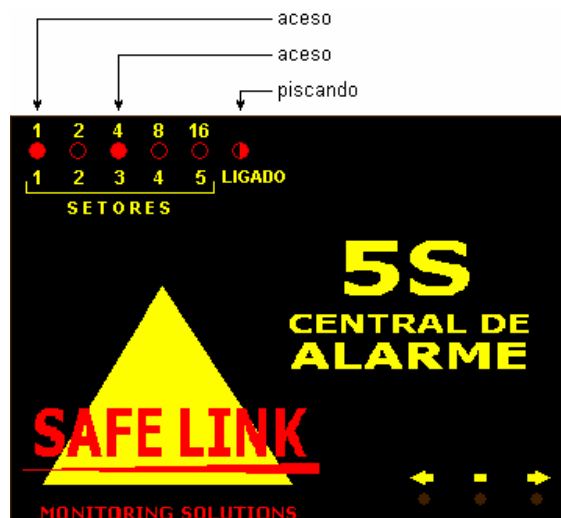 aceso
aceso
piscando
1 2 4 8 16
1 2 3 4 5 LIGADO
SETORES
5S
CENTRAL DE
ALARME
SAFE LINK
MONITORING SOLUTIONS